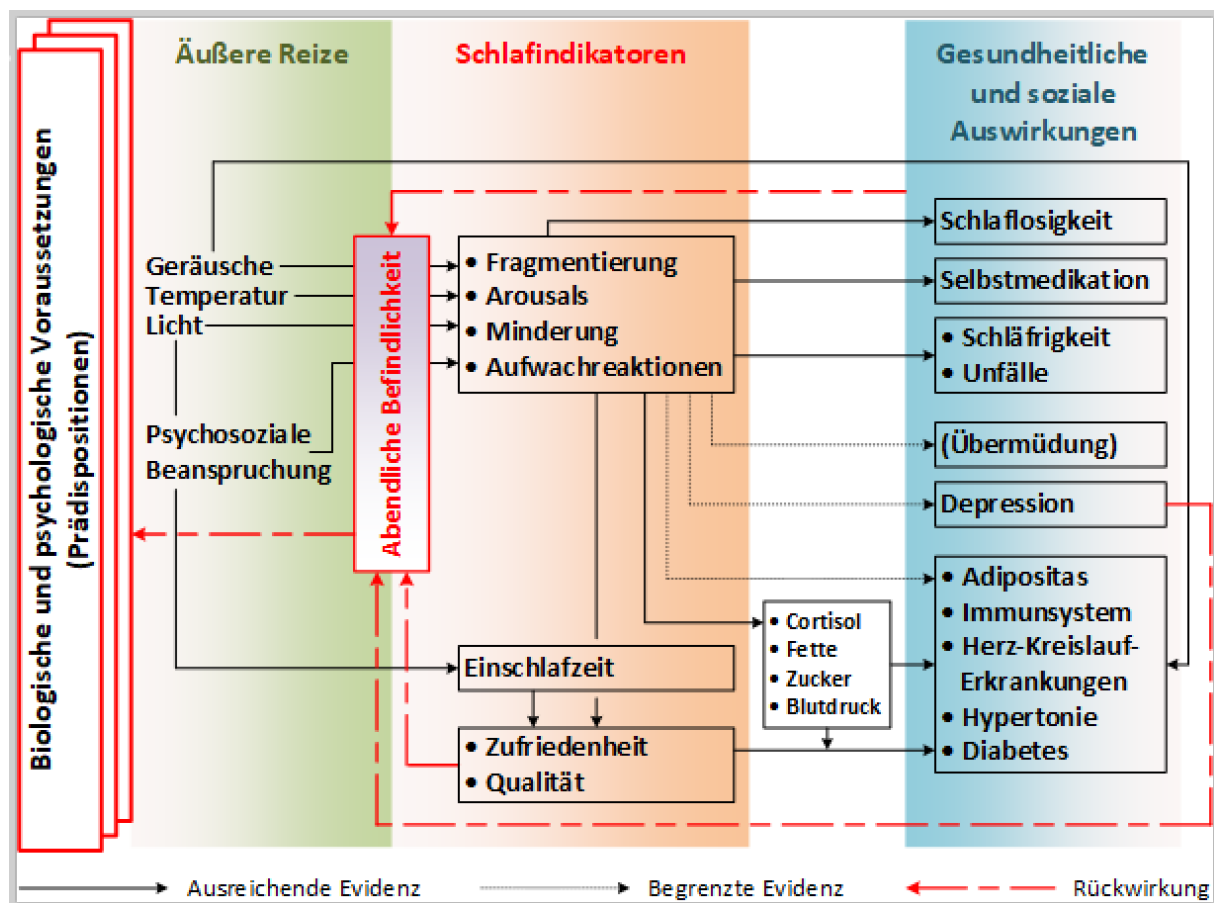 Biologische und psychologische Voraussetzungen
(Prädispositionen)
Äußere Reize
Schlafindikatoren
Gesundheitliche
und soziale
Auswirkungen
Geräusche
Temperatur
Licht
Psychosoziale
Beanspruchung
Abendliche Befindlichkeit
• Fragmentierung
• Arousals
• Minderung
• Aufwachreaktionen
Einschlafzeit
• Zufriedenheit
• Qualität
• Cortisol
• Fette
• Zucker
• Blutdruck
Schlaflosigkeit
Selbstmedikation
• Schläfrigkeit
• Unfälle
(Übermüdung)
Depression
• Adipositas
• Immunsystem
• Herz-Kreislauf-
Erkrankungen
• Hypertonie
• Diabetes
Ausreichende Evidenz
Begrenzte Evidenz
Rückwirkung